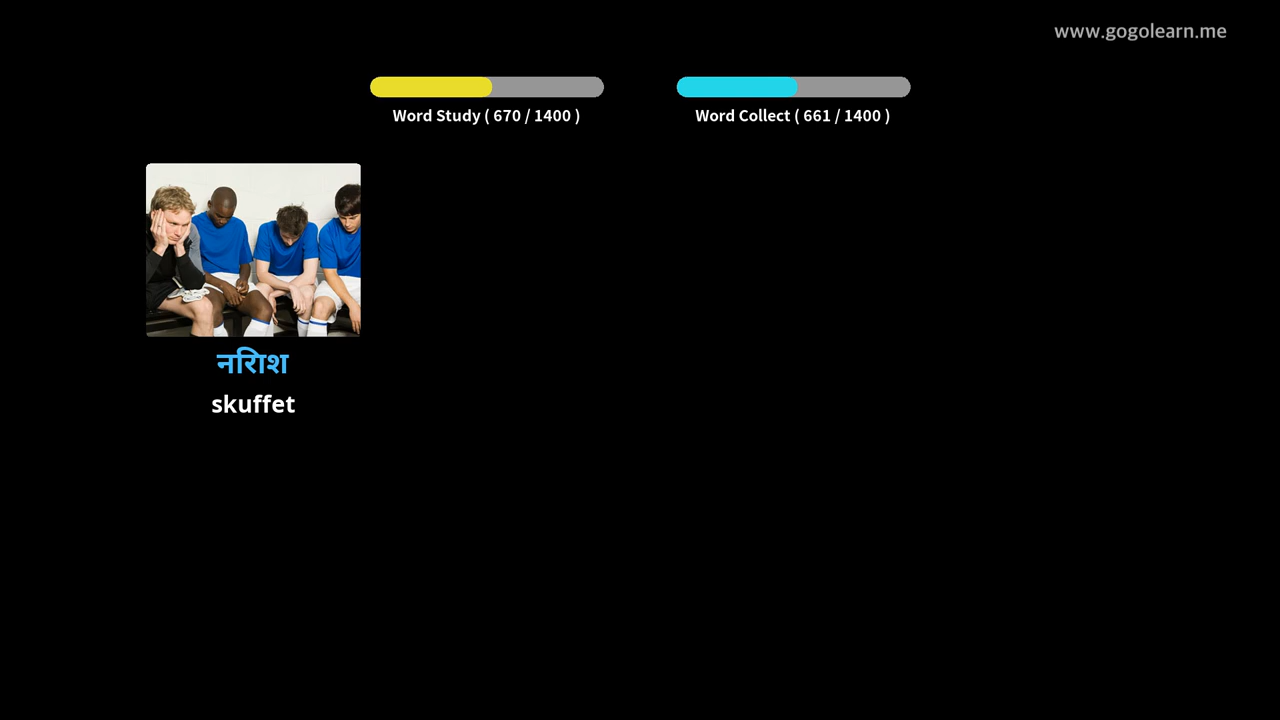 www.gogolearn.me
Word Study ( 670 / 1400 )
Word Collect ( 661 / 1400 )
निराश
skuffet